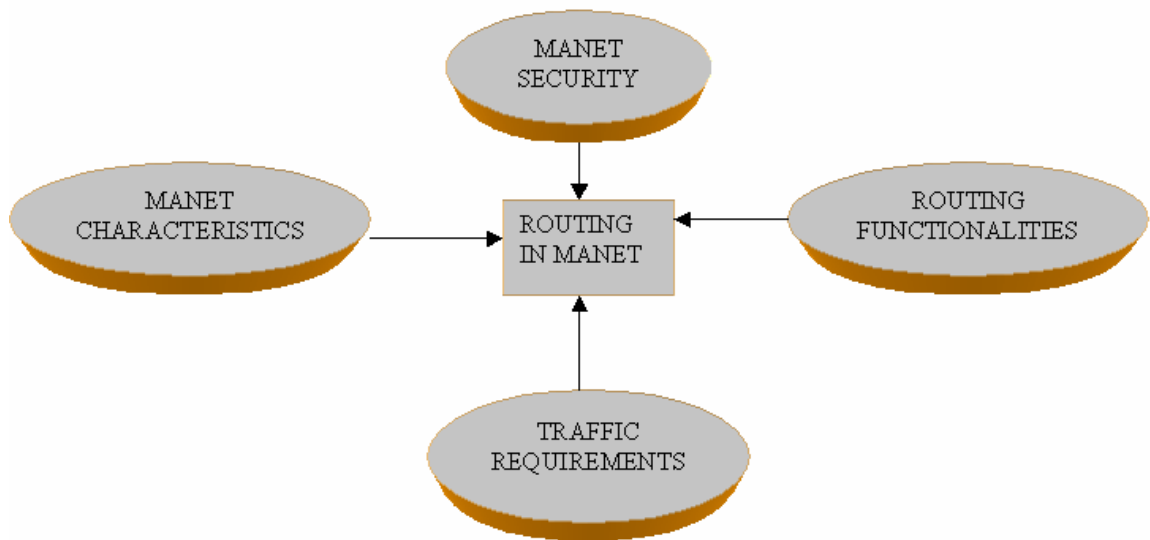 MANET
SECURITY
MANET
CHARACTERISTICS
ROUTING
IN MANET
ROUTING
FUNCTIONALITIES
TRAFFIC
REQUIREMENTS